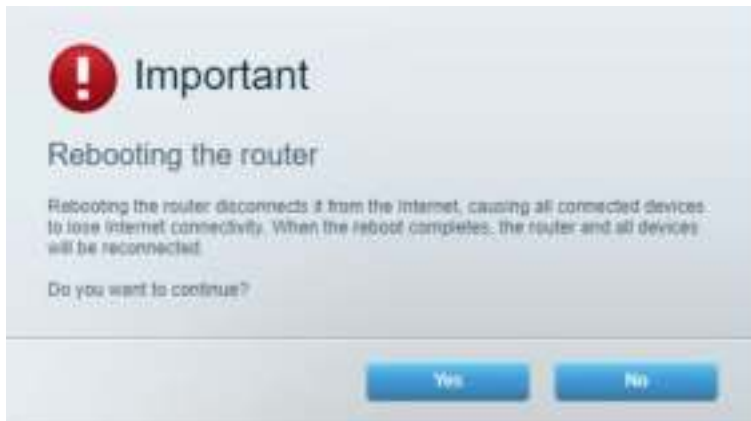 Important
Rebooting the router
Rebooting the router disconnects it from the Internet, causing all connected devices
to lose Internet connectivity. When the reboot completes, the router and all devices
will be reconnected.
Do you want to continue?
Yes
No